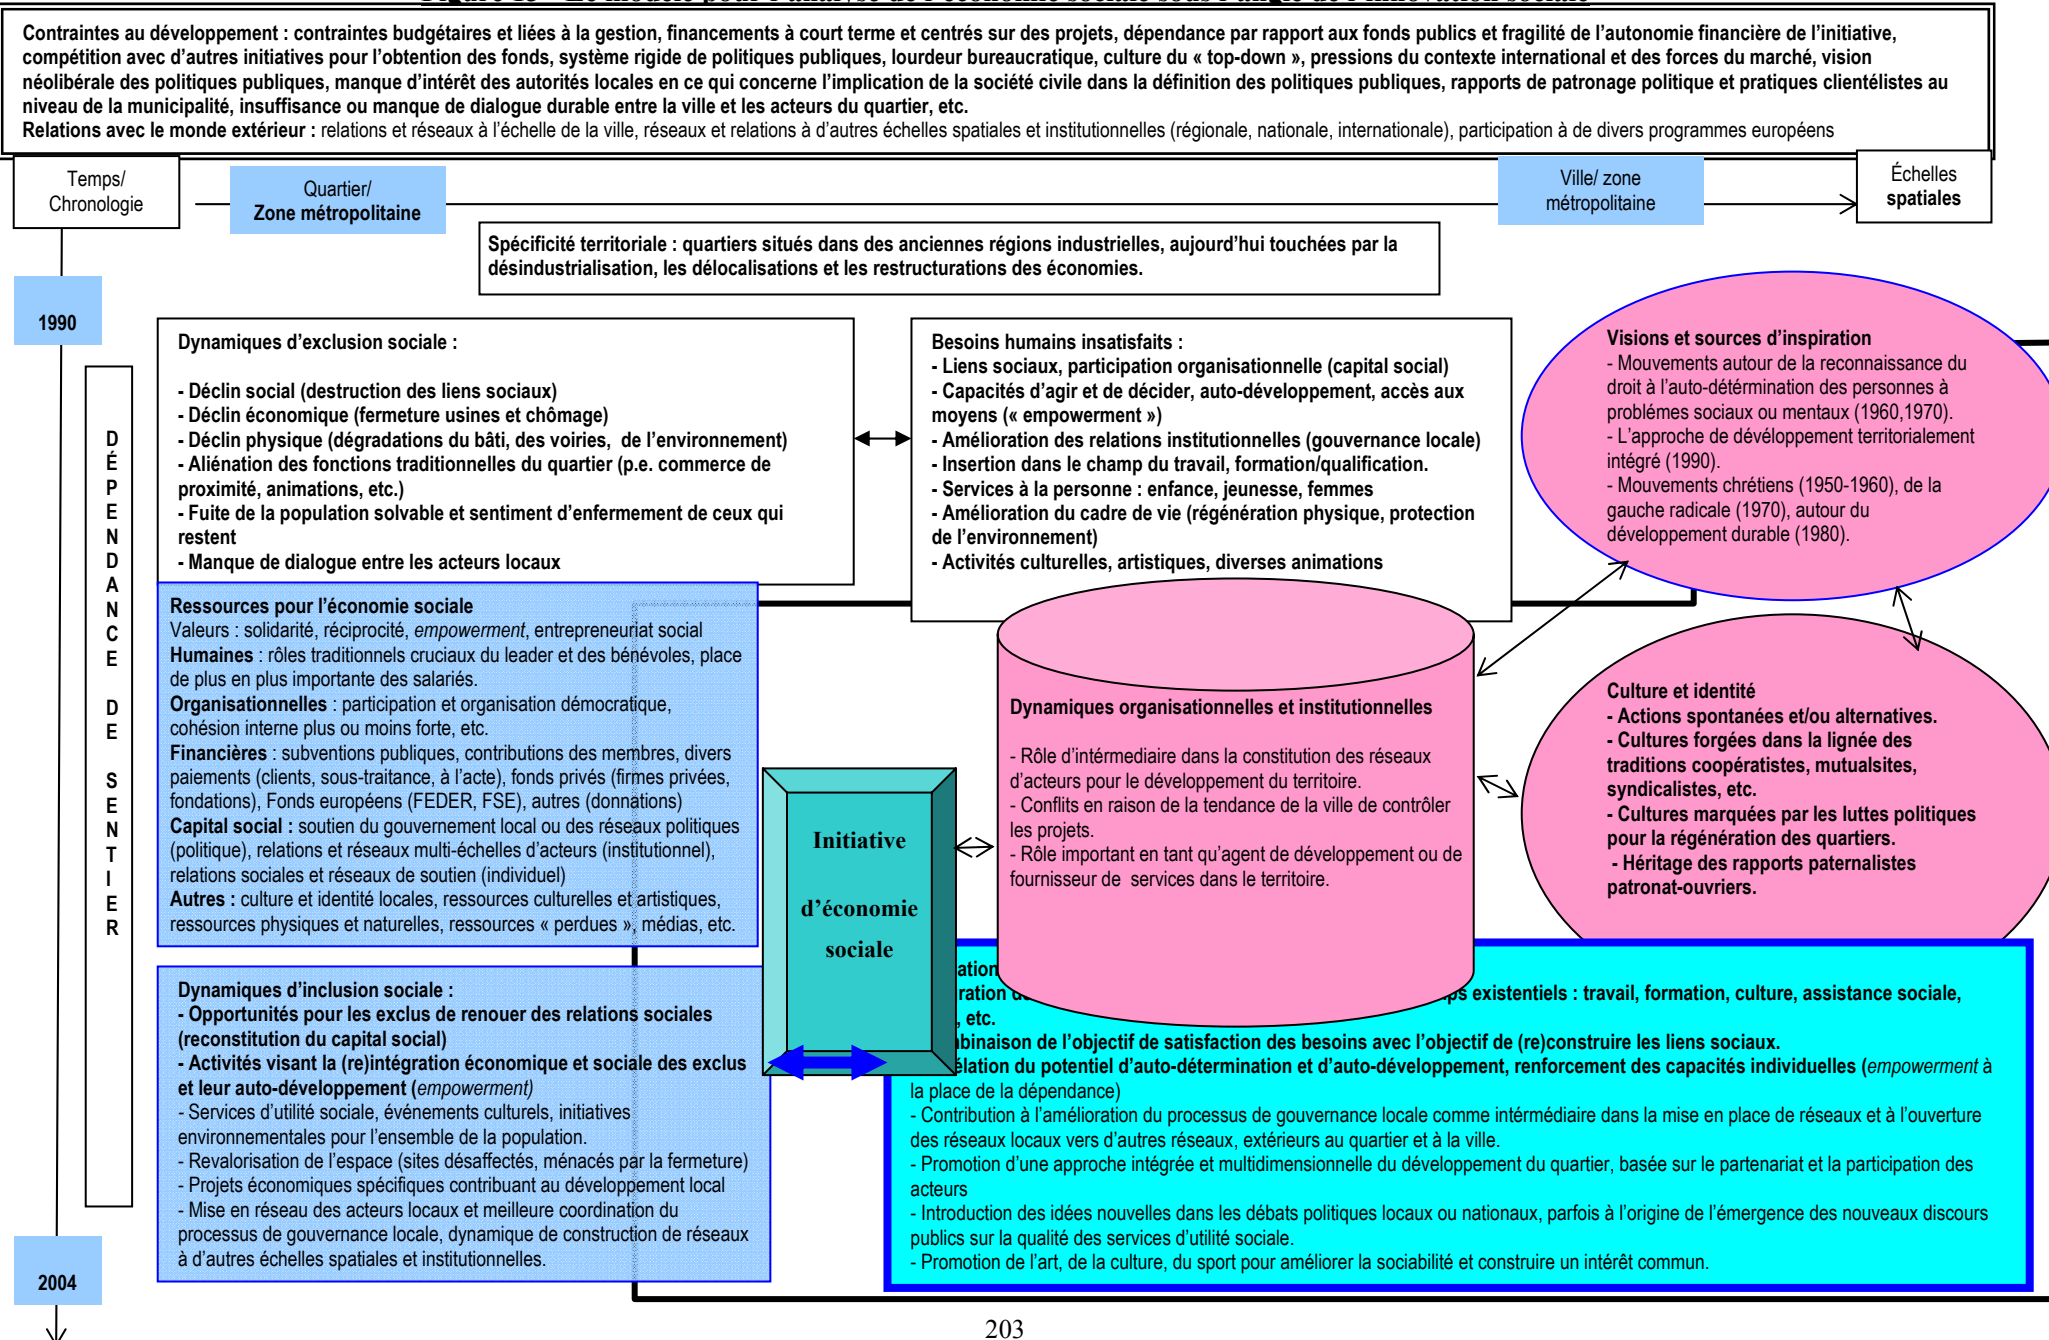 Contraintes au développement : contraintes budgétaires et liées à la gestion, financements à court terme et centrés sur des projets, dépendance par rapport aux fonds publics et fragilité de l'autonomie financière de l'initiative,
compétition avec d'autres initiatives pour l'obtention des fonds, système rigide de politiques publiques, lourdeur bureaucratique, culture du « top-down », pressions du contexte international et des forces du marché, vision
néolibérale des politiques publiques, manque d'intérêt des autorités locales en ce qui concerne l'implication de la société civile dans la définition des politiques publiques, rapports de patronage politique et pratiques clientélistes au
niveau de la municipalité, insuffisance ou manque de dialogue durable entre la ville et les acteurs du quartier, etc.
Relations avec le monde extérieur : relations et réseaux à l'échelle de la ville, réseaux et relations à d'autres échelles spatiales et institutionnelles (régionale, nationale, internationale), participation à de divers programmes européens
Temps/
Chronologie
Quartier/
Zone métropolitaine
Ville/ zone
métropolitaine
Échelles
spatiales
Spécificité territoriale : quartiers situés dans des anciennes régions industrielles, aujourd'hui touchées par la
désindustrialisation, les délocalisations et les restructurations des économies.
1990
DÉPENDANCE DE SENTIER
Dynamiques d'exclusion sociale :
- Déclin social (destruction des liens sociaux)
- Déclin économique (fermeture usines et chômage)
- Déclin physique (dégradations du bâti, des voiries, de l'environnement)
- Aliénation des fonctions traditionnelles du quartier (p.e. commerce de
proximité, animations, etc.)
- Fuite de la population solvable et sentiment d'enfermement de ceux qui
restent
- Manque de dialogue entre les acteurs locaux
Besoins humains insatisfaits :
- Liens sociaux, participation organisationnelle (capital social)
- Capacités d'agir et de décider, auto-développement, accès aux
moyens (« empowerment »)
- Amélioration des relations institutionnelles (gouvernance locale)
- Insertion dans le champ du travail, formation/qualification.
- Services à la personne : enfance, jeunesse, femmes
- Amélioration du cadre de vie (régénération physique, protection
de l'environnement)
- Activités culturelles, artistiques, diverses animations
Visions et sources d'inspiration
- Mouvements autour de la reconnaissance du
droit à l'auto-détérmination des personnes à
problémes sociaux ou mentaux (1960,1970).
- L'approche de dévéloppement territorialement
intégré (1990).
- Mouvements chrétiens (1950-1960), de la
gauche radicale (1970), autour du
développement durable (1980).
Ressources pour l'économie sociale
Valeurs : solidarité, réciprocité, empowerment, entrepreneuriat social
Humaines : rôles traditionnels cruciaux du leader et des bénévoles, place
de plus en plus importante des salariés.
Organisationnelles : participation et organisation démocratique,
cohésion interne plus ou moins forte, etc.
Financières : subventions publiques, contributions des membres, divers
paiements (clients, sous-traitance, à l'acte), fonds privés (firmes privées,
fondations), Fonds européens (FEDER, FSE), autres (donnations)
Capital social : soutien du gouvernement local ou des réseaux politiques
(politique), relations et réseaux multi-échelles d'acteurs (institutionnel),
relations sociales et réseaux de soutien (individuel)
Autres : culture et identité locales, ressources culturelles et artistiques,
ressources physiques et naturelles, ressources « perdues », médias, etc.
Initiative
d'économie
sociale
Dynamiques organisationnelles et institutionnelles
- Rôle d'intérmediaire dans la constitution des réseaux
d'acteurs pour le développement du territoire.
- Conflits en raison de la tendance de la ville de contrôler
les projets.
- Rôle important en tant qu'agent de développement ou de
fournisseur de services dans le territoire.
Culture et identité
- Actions spontanées et/ou alternatives.
- Cultures forgées dans la lignée des
traditions coopératistes, mutualsites,
syndicalistes, etc.
- Cultures marquées par les luttes politiques
pour la régénération des quartiers.
- Héritage des rapports paternalistes
patronat-ouvriers.
Dynamiques d'inclusion sociale :
- Opportunités pour les exclus de renouer des relations sociales
(reconstitution du capital social)
- Activités visant la (re)intégration économique et sociale des exclus
et leur auto-dévelopement (empowerment)
- Services d'utilité sociale, événements culturels, initiatives
environnementales pour l'ensemble de la population.
- Revalorisation de l'espace (sites désaffectés, ménacés par la fermeture)
- Projets économiques spécifiques contribuant au dévelopement local
- Mise en réseau des acteurs locaux et meilleure coordination du
processus de gouvernance locale, dynamique de construction de réseaux
à d'autres échelles spatiales et institutionnelles.
existentiels : travail, formation, culture, assistance sociale,
, etc.
de l'objectif de satisfaction des besoins avec l'objectif de (re)construire les liens sociaux.
du potentiel d'auto-détermination et d'auto-développement, renforcement des capacités individuelles (empowerment à
la place de la dépendance)
- Contribution à l'amélioration du processus de gouvernance locale comme intérmédiaire dans la mise en place de réseaux et à l'ouverture
des réseaux locaux vers d'autres réseaux, extérieurs au quartier et à la ville.
- Promotion d'une approche intégrée et multidimensionnelle du développement du quartier, basée sur le partenariat et la participation des
acteurs
- Introduction des idées nouvelles dans les débats politiques locaux ou nationaux, parfois à l'origine de l'émergence des nouveaux discours
publics sur la qualité des services d'utilité sociale.
- Promotion de l'art, de la culture, du sport pour améliorer la sociabilité et construire un intérêt commun.
2004
203